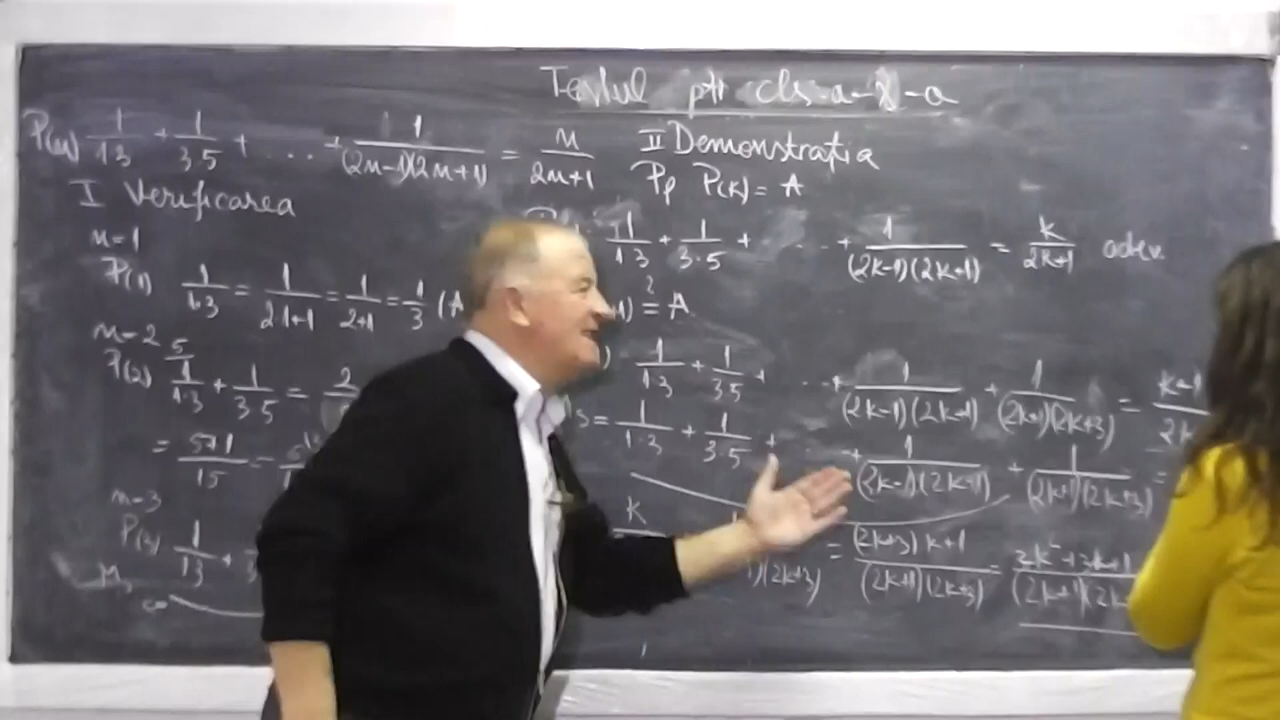 Testul ptr cls. a-X-a
P(n) 1/1·3 + 1/3·5 + ... + 1/(2n-1)(2n+1) = n/2n+1
I Verificarea
n=1
P(1) 1/1·3 = 1/2·1+1 = 1/2+1 = 1/3 (A
n=2
P(2) 1/1·3 + 1/3·5 = 2/
= 5+1/15 =
n=3
P(3) 1/1·3 +
II Demonstrația
Pp P(k) = A
1/1·3 + 1/3·5 + ... + 1/(2k-1)(2k+1) = k/2k+1 adev.
+1) ?= A
) 1/1·3 + 1/3·5 + ... + 1/(2k-1)(2k+1) + 1/(2k+1)(2k+3) = k+1/2k
s = 1/1·3 + 1/3·5 + ... + 1/(2k-1)(2k+1) + 1/(2k+1)(2k+3) =
k/
)(2k+3) = (2k+3)k+1/(2k+1)(2k+3) = 2k²+3k+1/(2k+1)(2k